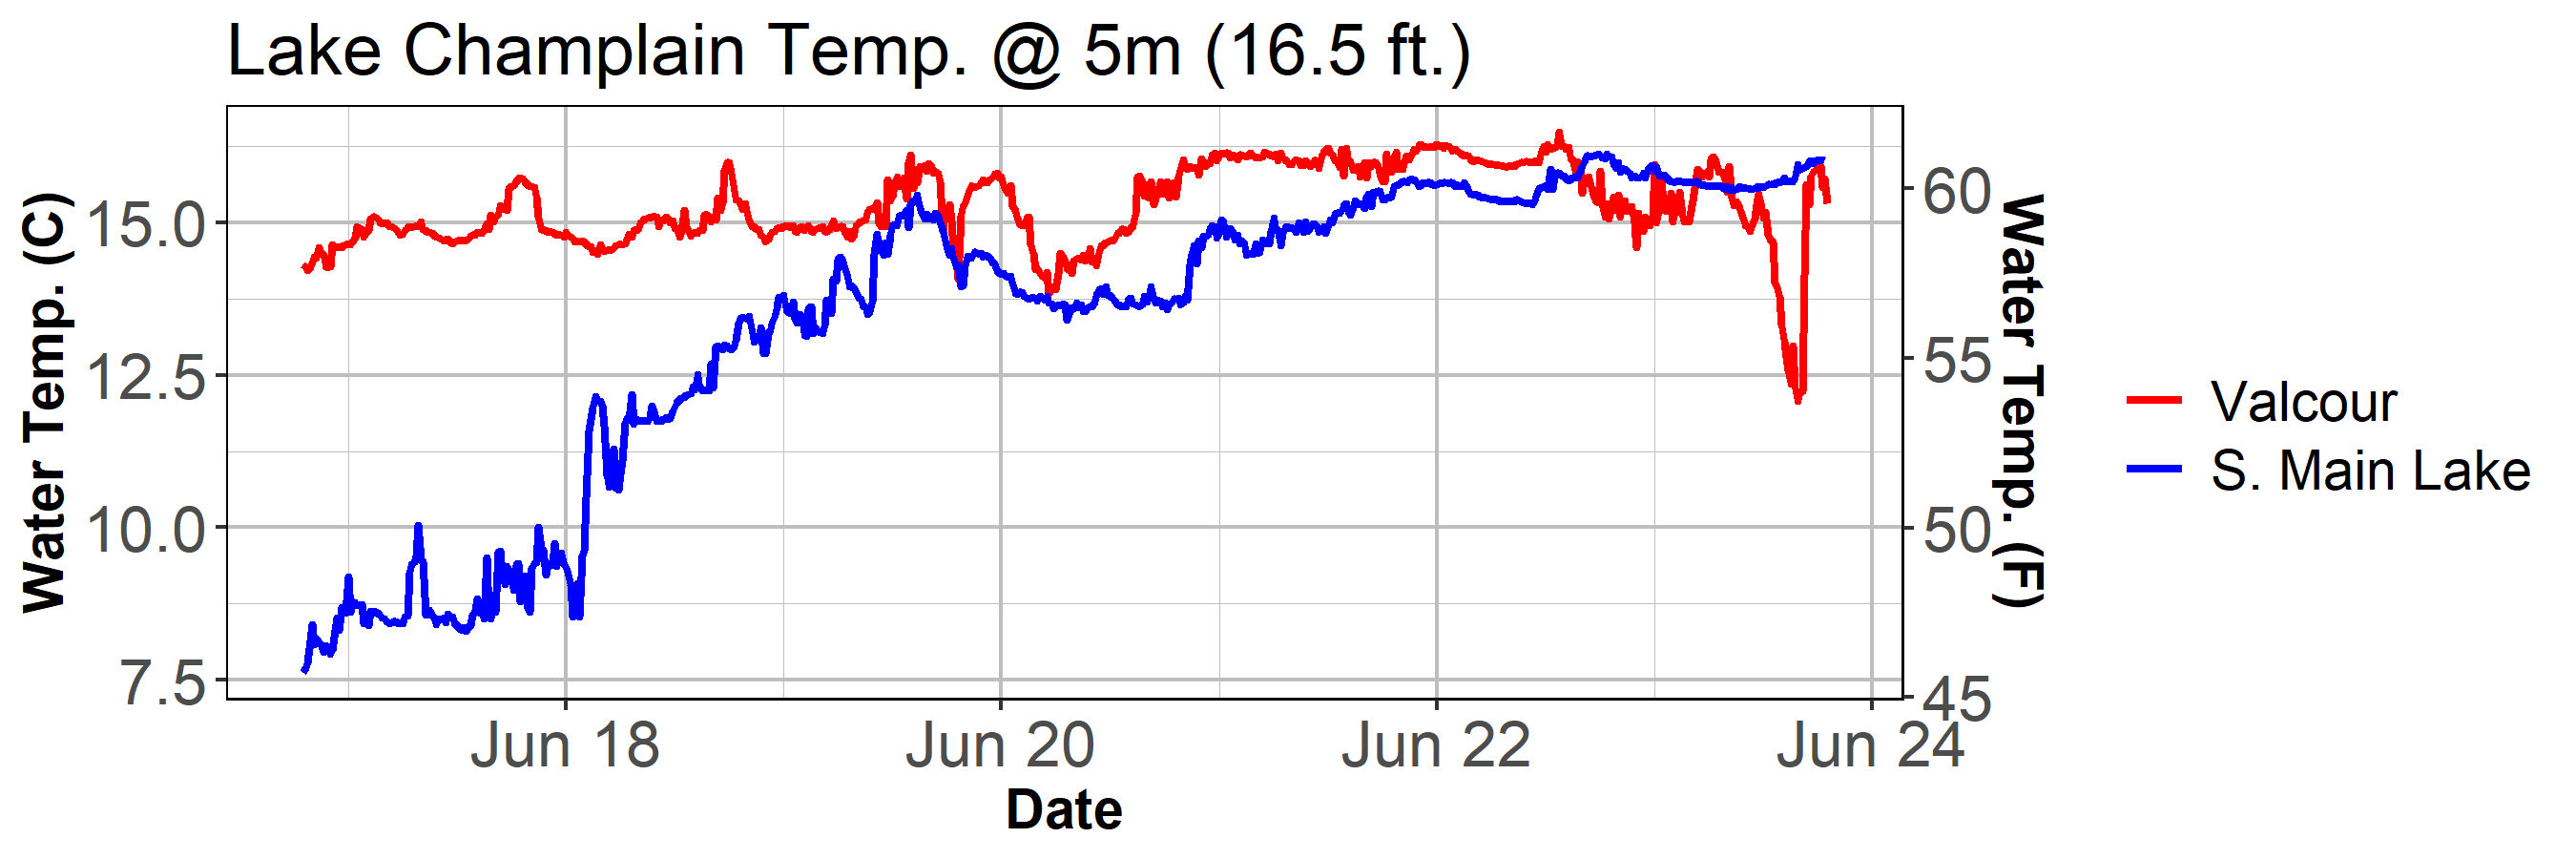 Lake Champlain Temp. @ 5m (16.5 ft.)
Water Temp. (C)
15.0
12.5
10.0
7.5
60
55
50
45
Water Temp. (F)
Jun 18
Jun 20
Jun 22
Jun 24
Date
Valcour
S. Main Lake